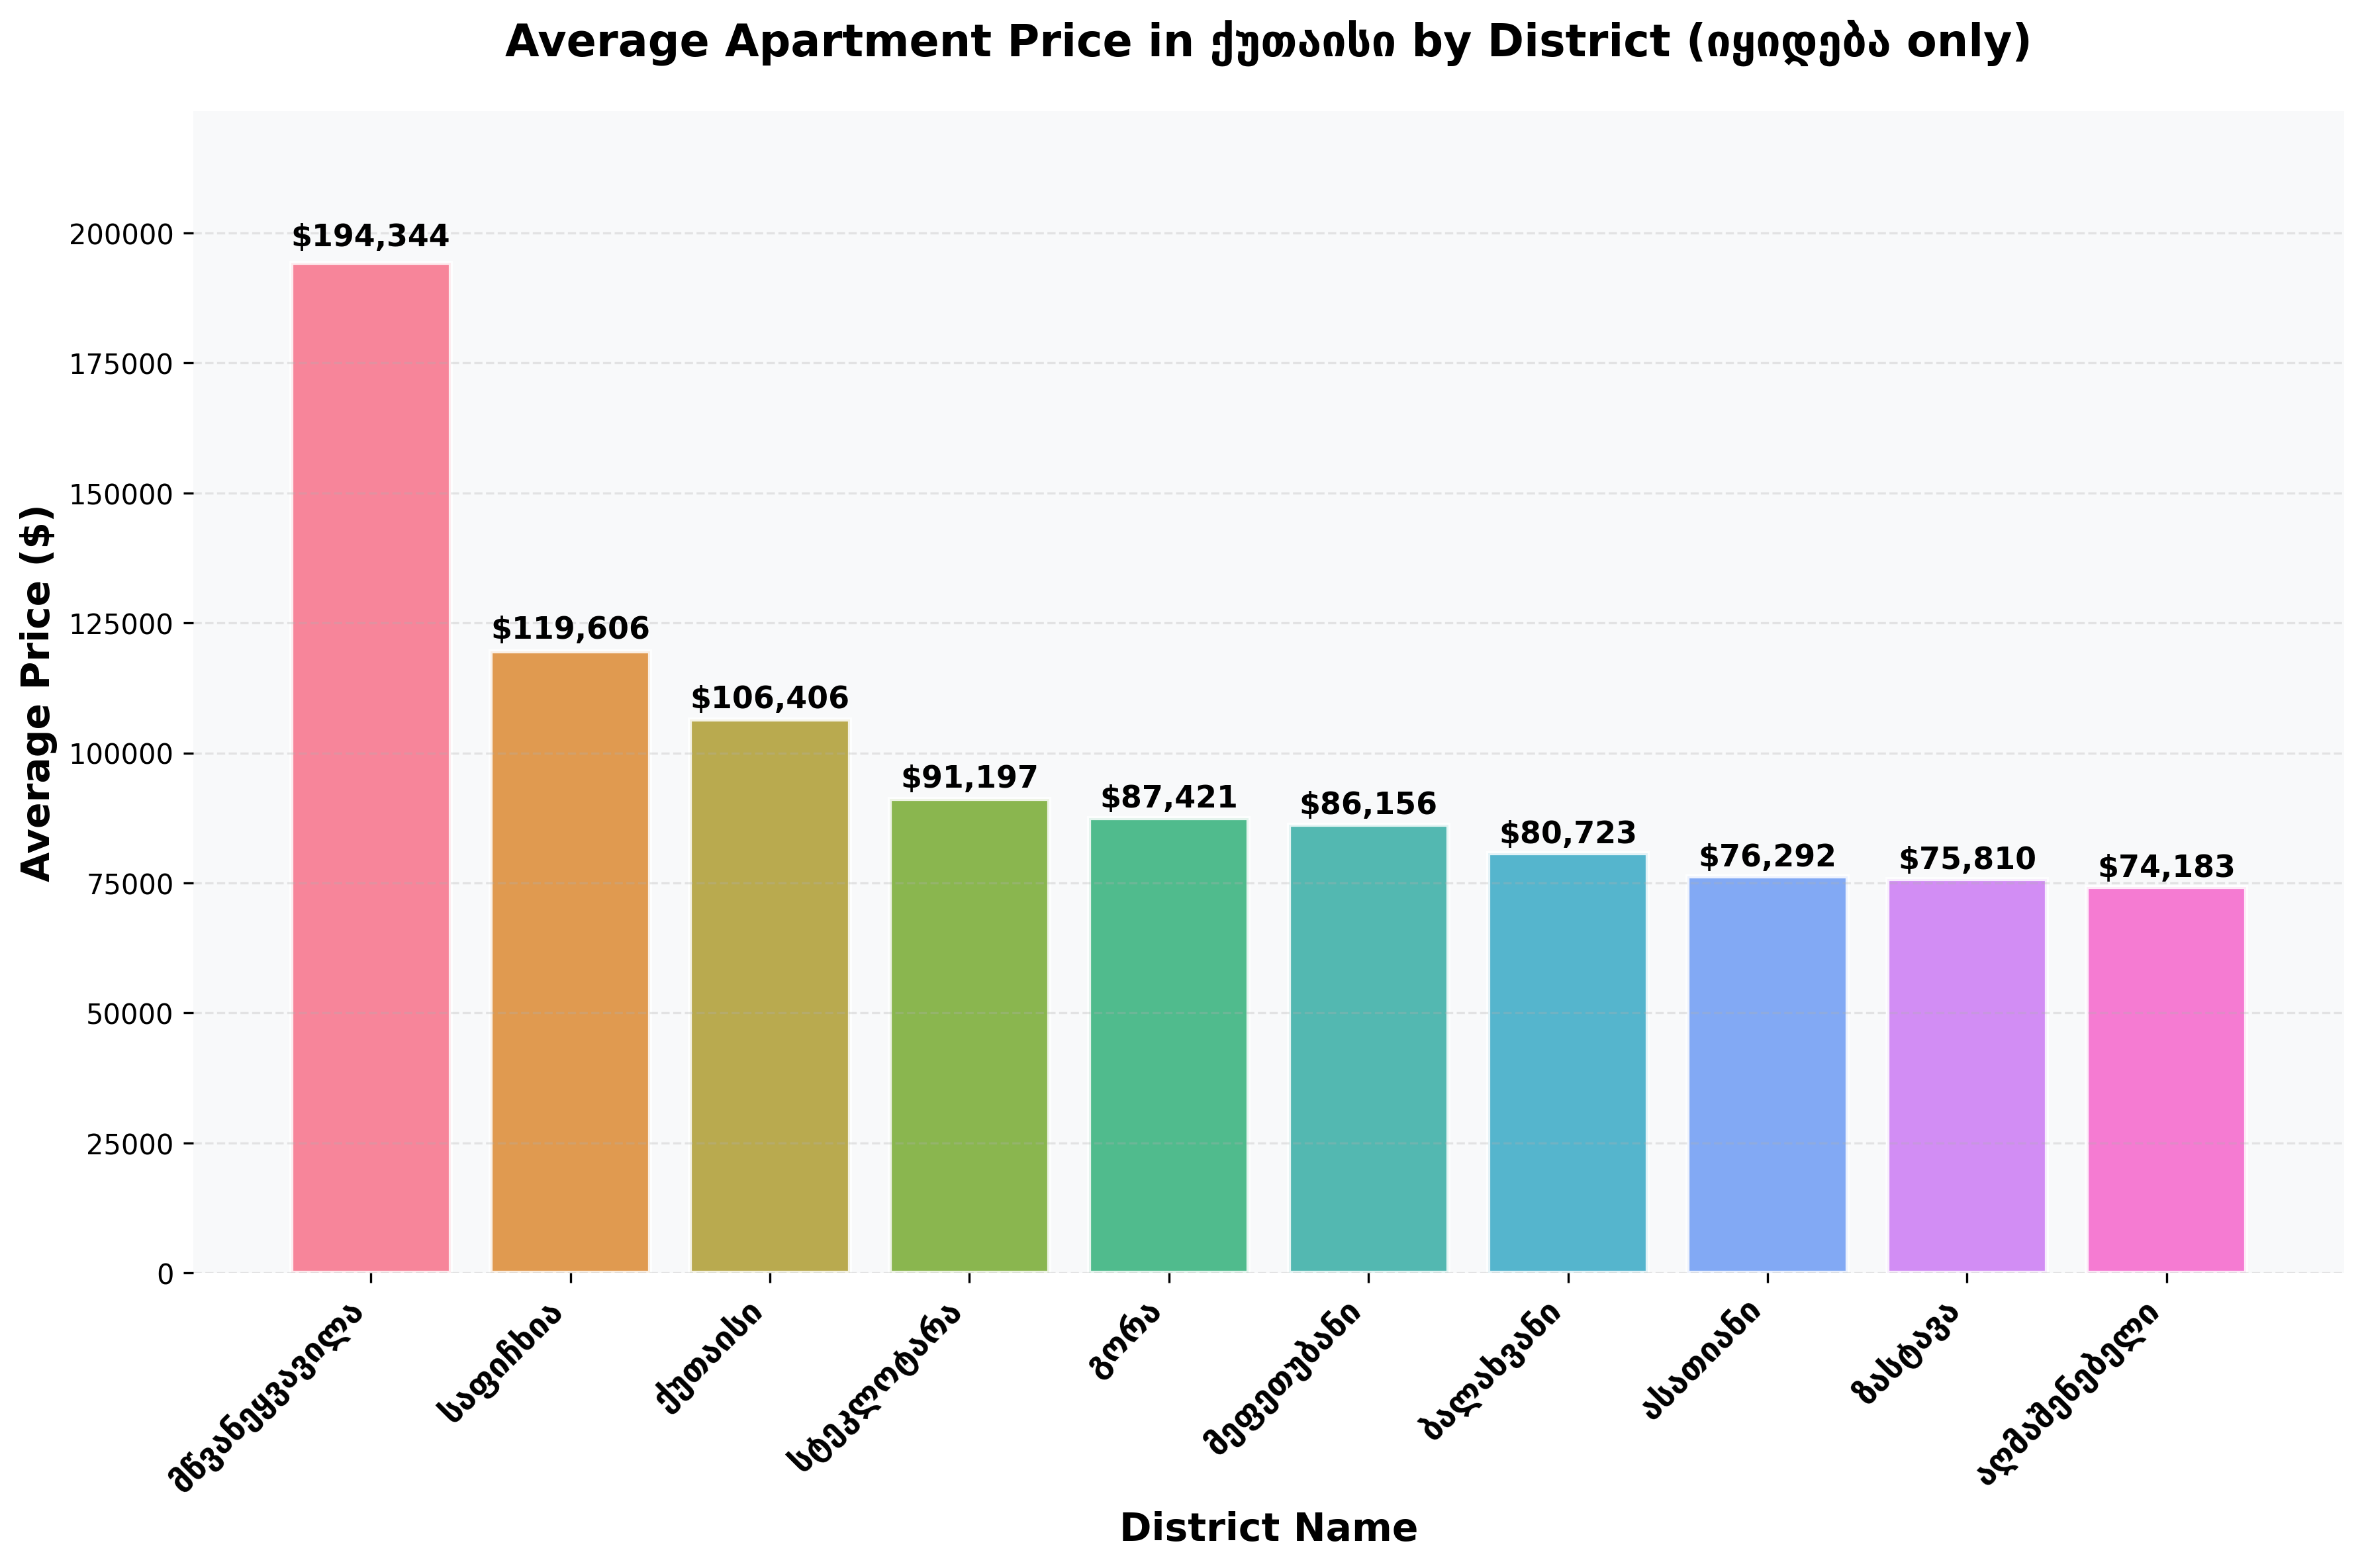 Average Apartment Price in ქუთაისი by District (იყიდება only)
Average Price ($)
200000
175000
150000
125000
100000
75000
50000
25000
0
$194,344
$119,606
$106,406
$91,197
$87,421
$86,156
$80,723
$76,292
$75,810
$74,183
მწვანეყვავილა
საფიჩხია
ქუთაისი
სტეკლოტარა
გორა
მეფეთუბანი
ბალახვანი
ასათიანი
ზასტავა
აღმაშენებელი
District Name